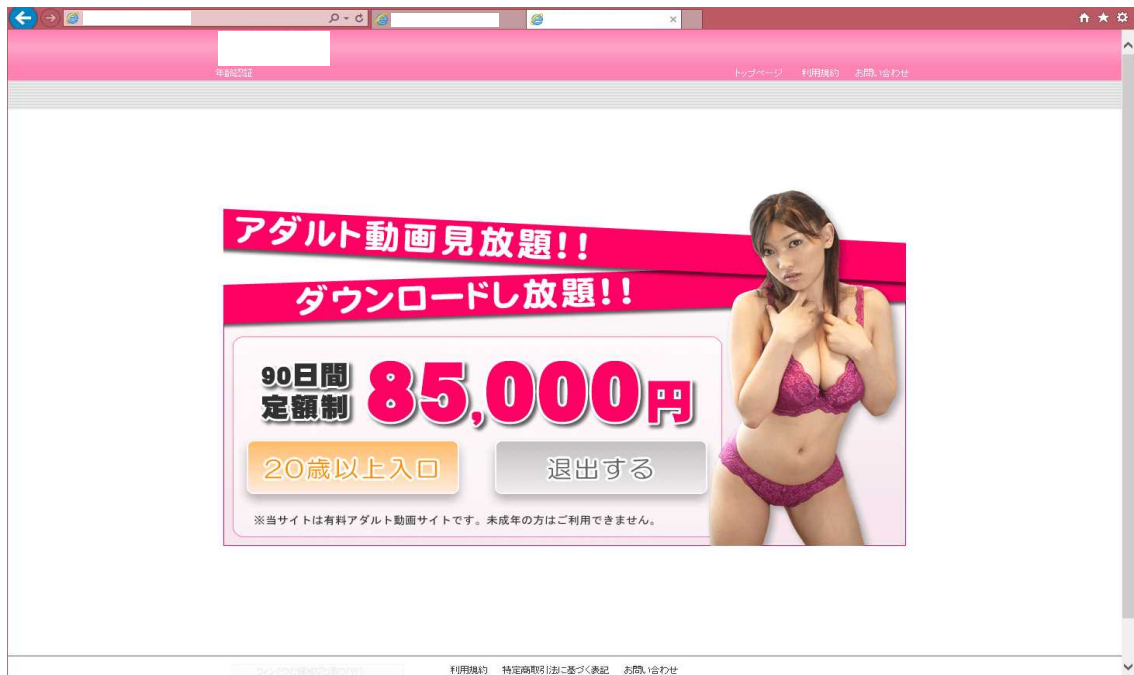 年齢認証
トップページ 利用規約 お問い合わせ
アダルト動画見放題!!
ダウンロードし放題!!
90日間
定額制
85,000円
20歳以上入口 退出する
※当サイトは有料アダルト動画サイトです。未成年の方はご利用できません。
利用規約 特定商取引法に基づく表記 お問い合わせ